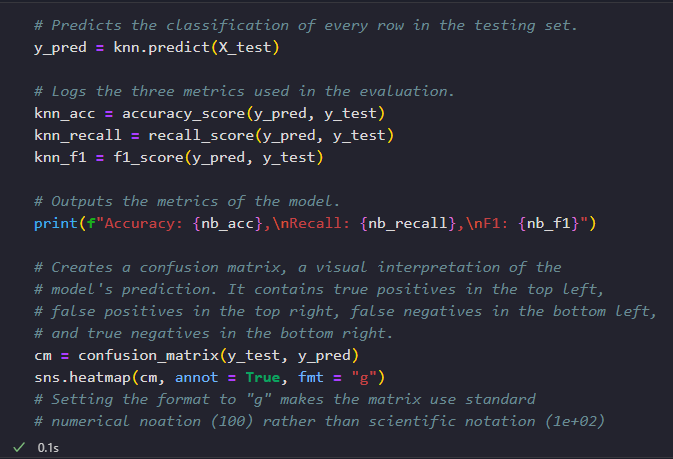 # Predicts the classification of every row in the testing set.
y_pred = knn.predict(X_test)
# Logs the three metrics used in the evaluation.
knn_acc = accuracy_score(y_pred, y_test)
knn_recall = recall_score(y_pred, y_test)
knn_f1 = f1_score(y_pred, y_test)
# Outputs the metrics of the model.
print(f"Accuracy: {nb_acc},\nRecall: {nb_recall},\nF1: {nb_f1}")
# Creates a confusion matrix, a visual interpretation of the
# model's prediction. It contains true positives in the top left,
# false positives in the top right, false negatives in the bottom left,
# and true negatives in the bottom right.
cm = confusion_matrix(y_test, y_pred)
sns.heatmap(cm, annot = True, fmt = "g")
# Setting the format to "g" makes the matrix use standard
# numerical noation (100) rather than scientific notation (1e+02)
✓ 0.1s